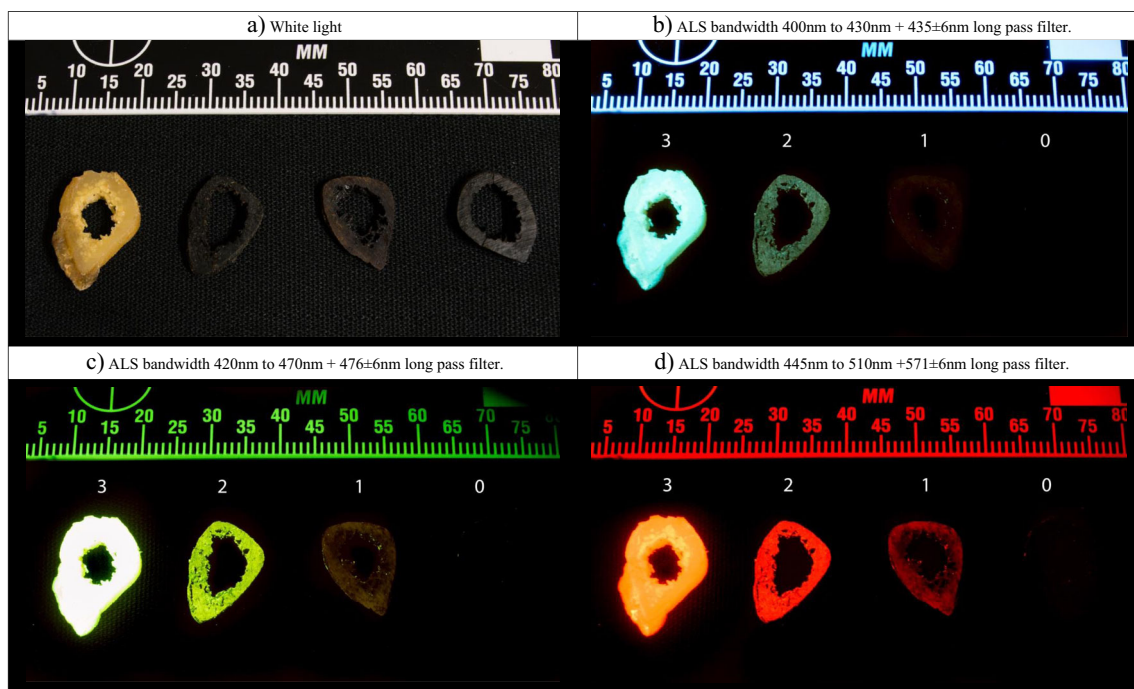 a) White light
b) ALS bandwidth 400nm to 430nm + 435±6nm long pass filter.
MM
5 10 15 20 25 30 35 40 45 50 55 60 65 70 75 80
MM
5 10 15 20 25 30 35 40 45 50 55 60 65 70 75 80
3 2 1 0
c) ALS bandwidth 420nm to 470nm + 476±6nm long pass filter.
d) ALS bandwidth 445nm to 510nm +571±6nm long pass filter.
MM
5 10 15 20 25 30 35 40 45 50 55 60 65 70 75 8
3 2 1 0
MM
5 10 15 20 25 30 35 40 45 50 55 60 65 70 75 80
3 2 1 0